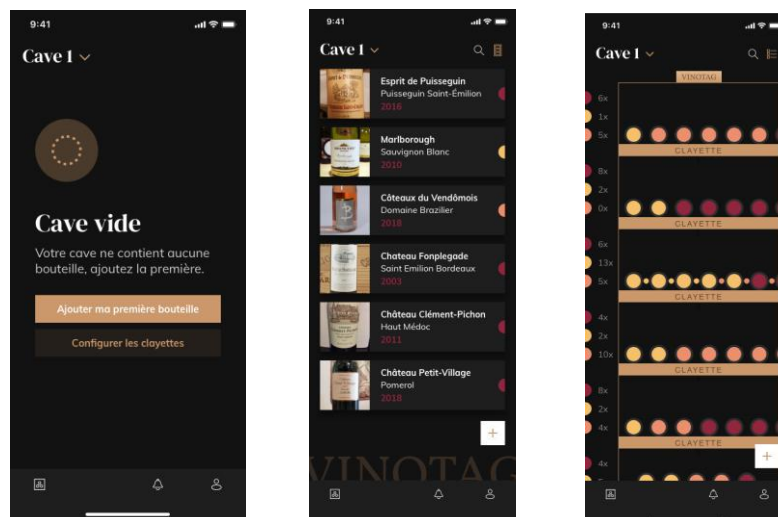 9:41
Cave 1
Cave vide
Votre cave ne contient aucune
bouteille, ajoutez la première.
Ajouter ma première bouteille
Configurer les clayettes
9:41
Cave 1
Esprit de Puisseguin
Puisseguin Saint-Émilion
2016
Marlborough
Sauvignon Blanc
2010
Côteaux du Vendômois
Domaine Brazilier
2018
Chateau Fonplegade
Saint Emilion Bordeaux
2003
Château Clément-Pichon
Haut Médoc
2011
Château Petit-Village
Pomerol
2018
+
VINOTAG
9:41
Cave 1
VINOTAG
6x
1x
5x
CLAYETTE
8x
2x
0x
CLAYETTE
6x
13x
5x
CLAYETTE
4x
2x
10x
CLAYETTE
8x
2x
4x
CLAYETTE
4x
+